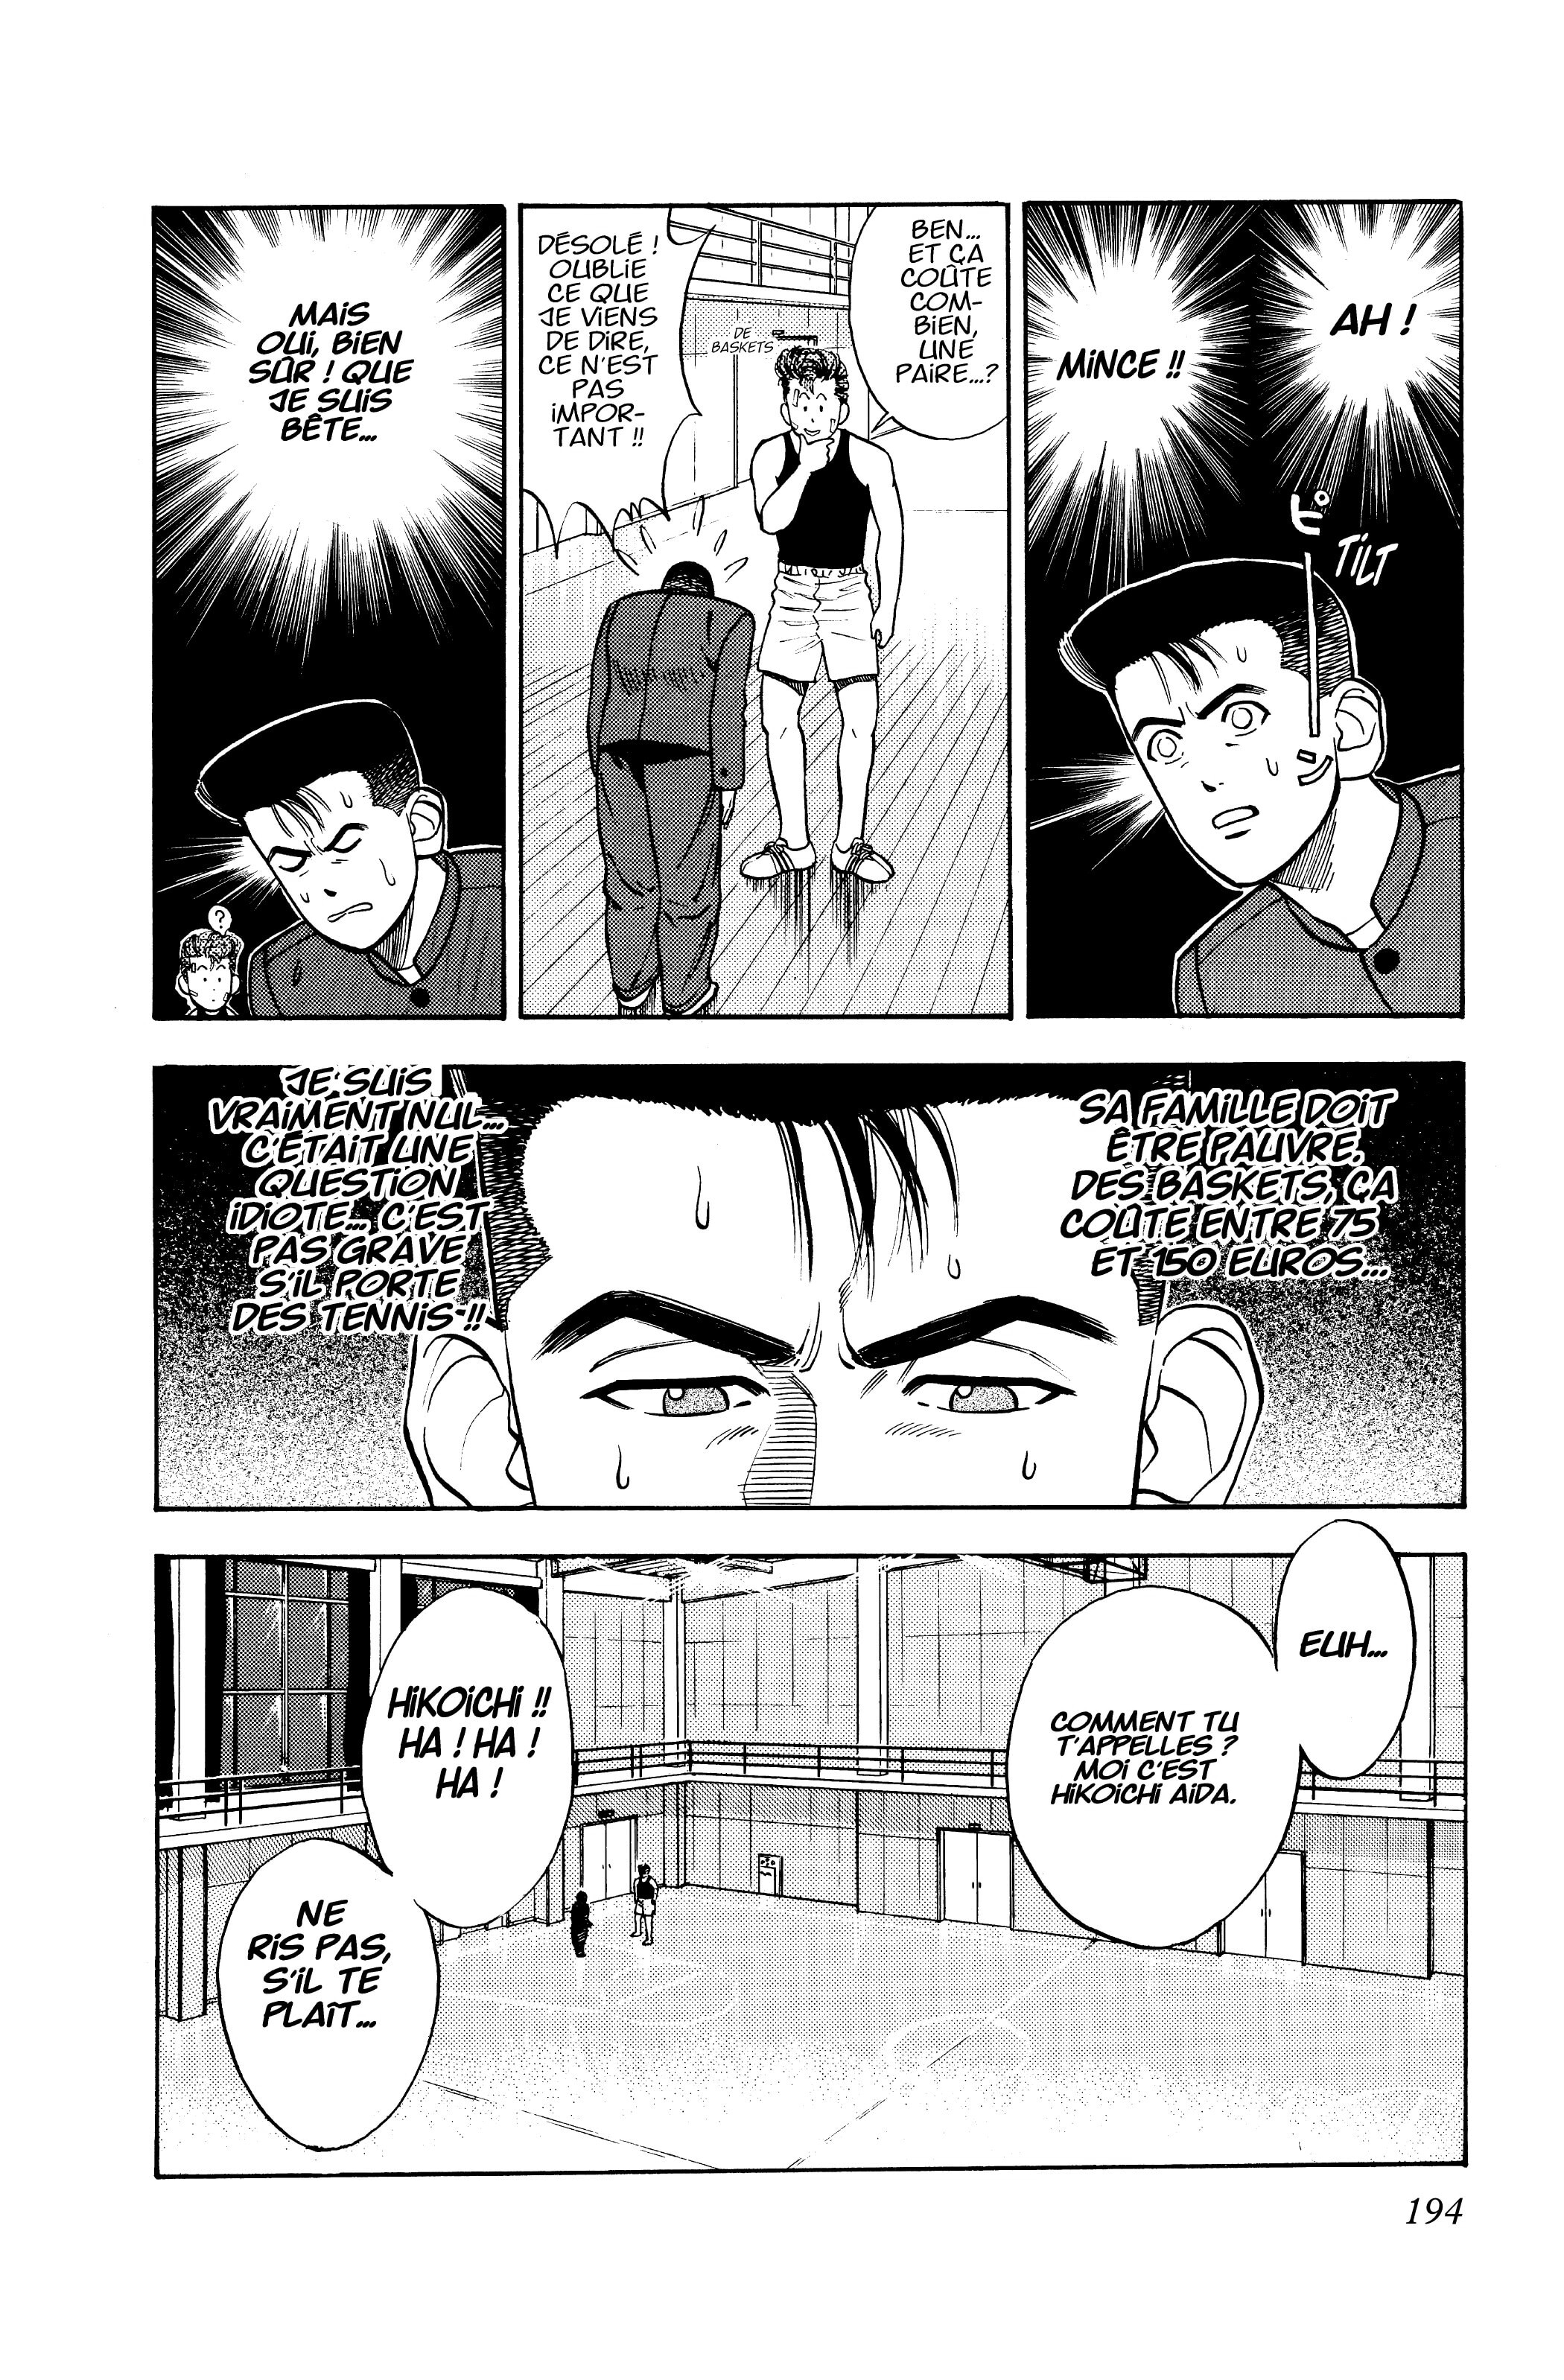 AH !
MINCE !!
ピーン
TILT
BEN...
ET ÇA
COÛTE
COM-
BIEN,
UNE
PAIRE...?
DE
BASKETS
DÉSOLÉ !
OUBLIE
CE QUE
JE VIENS
DE DIRE,
CE N'EST
PAS
IMPOR-
TANT !!
MAIS
OUI, BIEN
SÛR ! QUE
JE SUIS
BÊTE...
?
SA FAMILLE DOIT
ÊTRE PAUVRE.
DES BASKETS, ÇA
COÛTE ENTRE 75
ET 150 EUROS...
JE SUIS
VRAIMENT NUL...
C'ÉTAIT UNE
QUESTION
IDIOTE... C'EST
PAS GRAVE
S'IL PORTE
DES TENNIS !!
EUH...
COMMENT TU
T'APPELLES ?
MOI C'EST
HIKOICHI AIDA.
HIKOICHI !!
HA ! HA !
HA !
NE
RIS PAS,
S'IL TE
PLAÎT...
194